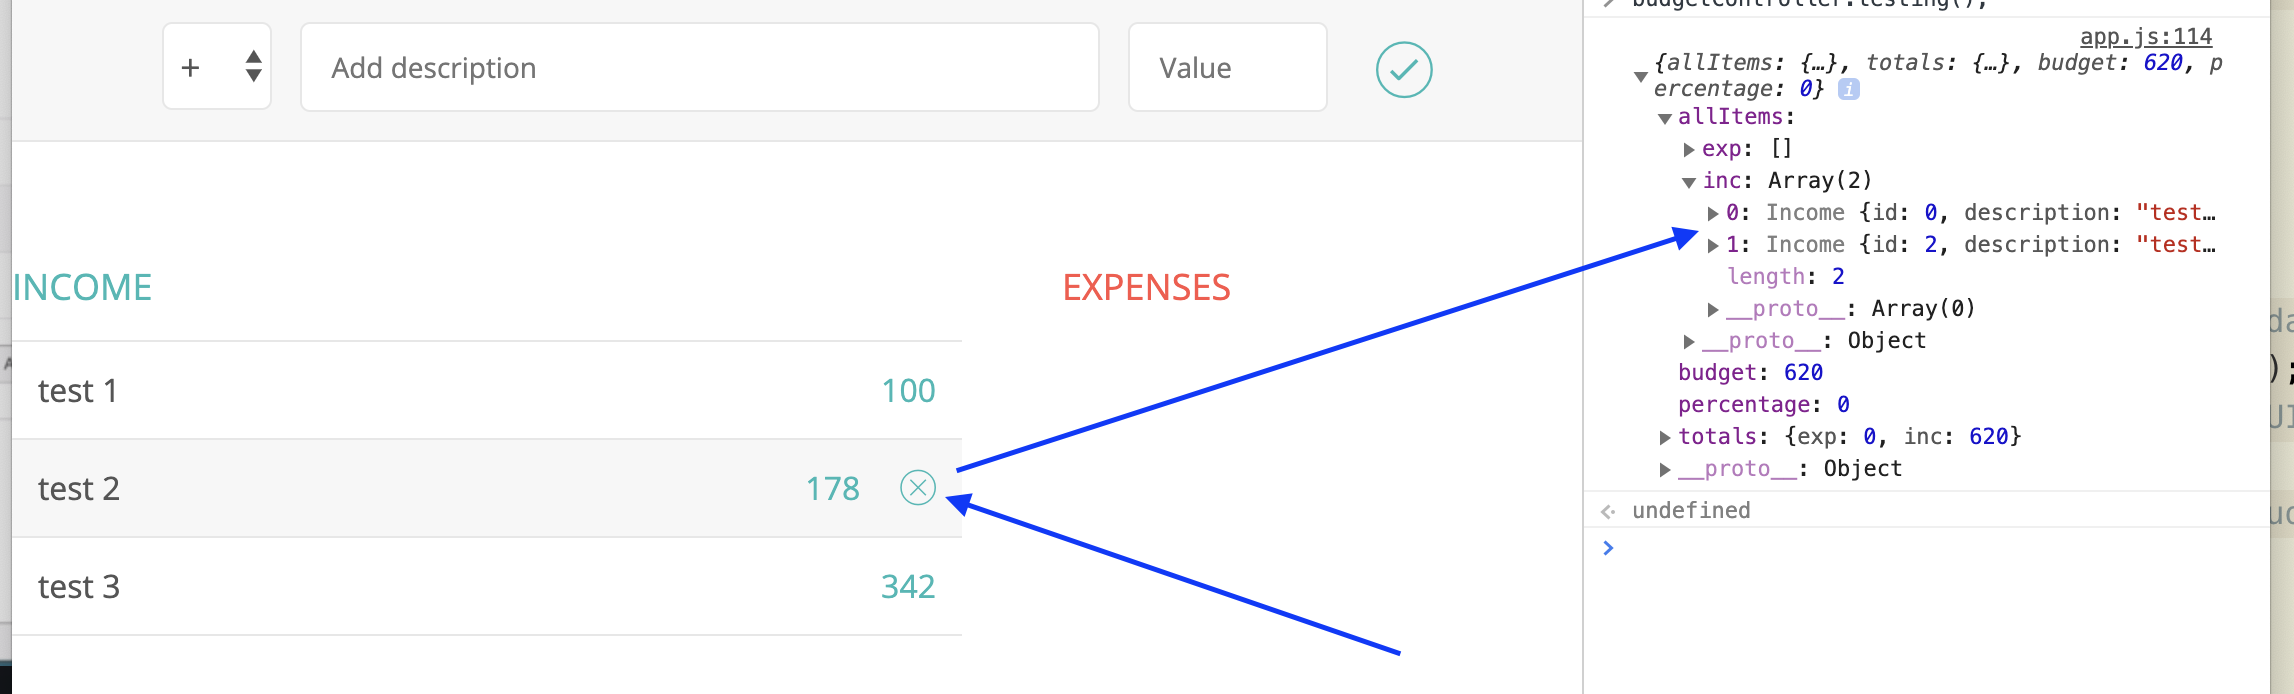 +
Add description
Value
INCOME
EXPENSES
test 1
100
test 2
178
test 3
342
budgetController.testing();
app.js:114
{allItems: {…}, totals: {…}, budget: 620, p
ercentage: 0} i
allItems:
exp: []
inc: Array(2)
0: Income {id: 0, description: "test…
1: Income {id: 2, description: "test…
length: 2
__proto__: Array(0)
__proto__: Object
budget: 620
percentage: 0
totals: {exp: 0, inc: 620}
__proto__: Object
undefined
da
);
UI
ud